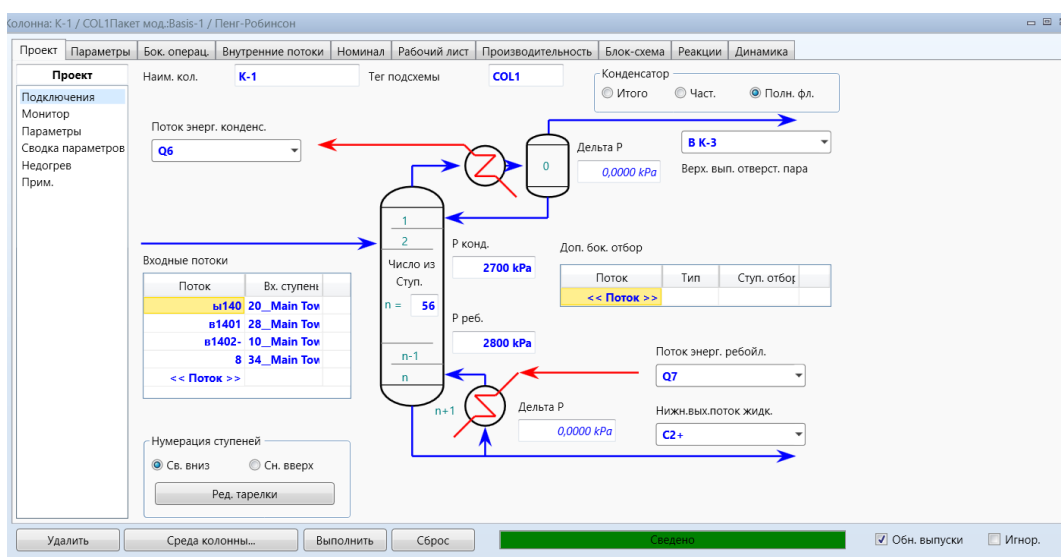 Колонна: K-1 / COL1Пакет мод.:Basis-1 / Пенг-Робинсон
Проект Параметры Бок. операц. Внутренние потоки Номинал Рабочий лист Производительность Блок-схема Реакции Динамика
Проект
Подключения
Монитор
Параметры
Сводка параметров
Недогрев
Прим.
Наим. кол. K-1 Тег подсхемы COL1
Конденсатор
Итого Част. Полн. фл.
Поток энерг. конденс.
Q6
Дельта P
0,0000 kPa
0
В К-3
Верх. вып. отверст. пара
1
2
Число из
Ступ.
n = 56
n-1
n
n+1
P конд.
2700 kPa
P реб.
2800 kPa
Входные потоки
Поток Вх. ступень
ы140 20__Main Tow
в1401 28__Main Tow
в1402- 10__Main Tow
8 34__Main Tow
<< Поток >>
Доп. бок. отбор
Поток Тип Ступ. отбор
<< Поток >>
Поток энерг. ребойл.
Q7
Дельта P
0,0000 kPa
Нижн.вых.поток жидк.
C2+
Нумерация ступеней
Св. вниз Сн. вверх
Ред. тарелки
Удалить Среда колонны... Выполнить Сброс Сведено Обн. выпуски Игнор.